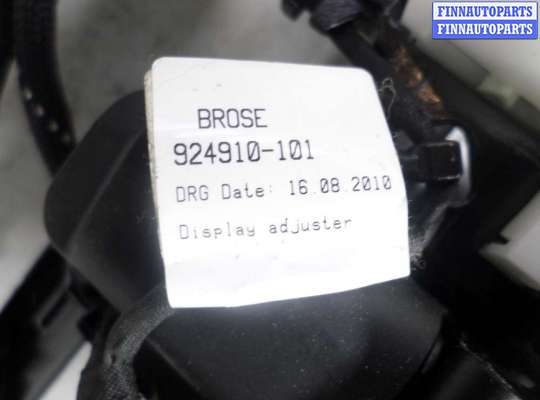 FINNAUTOPARTS
FINNAUTOPARTS
BROSE
924910-101
DRG Date: 16.08.2010
Display adjuster